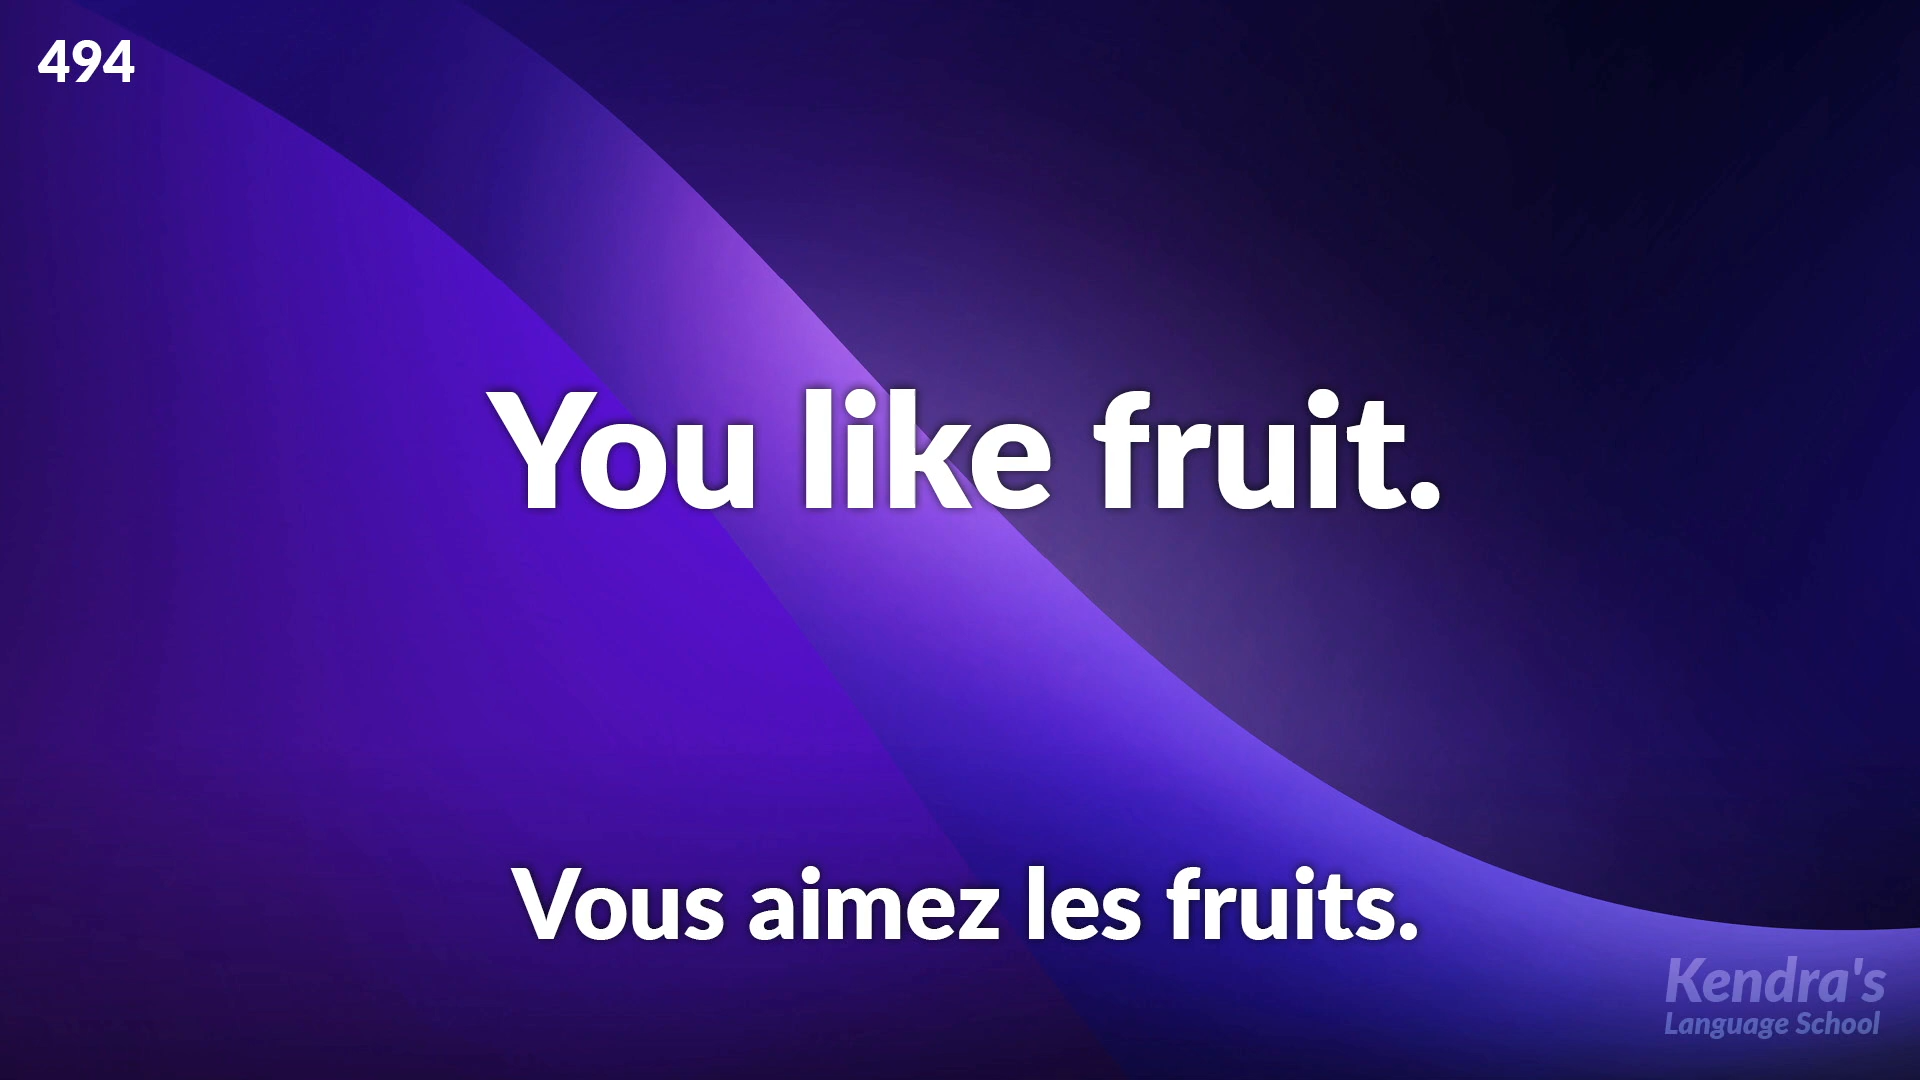 494
You like fruit.
Vous aimez les fruits.
Kendra's
Language School